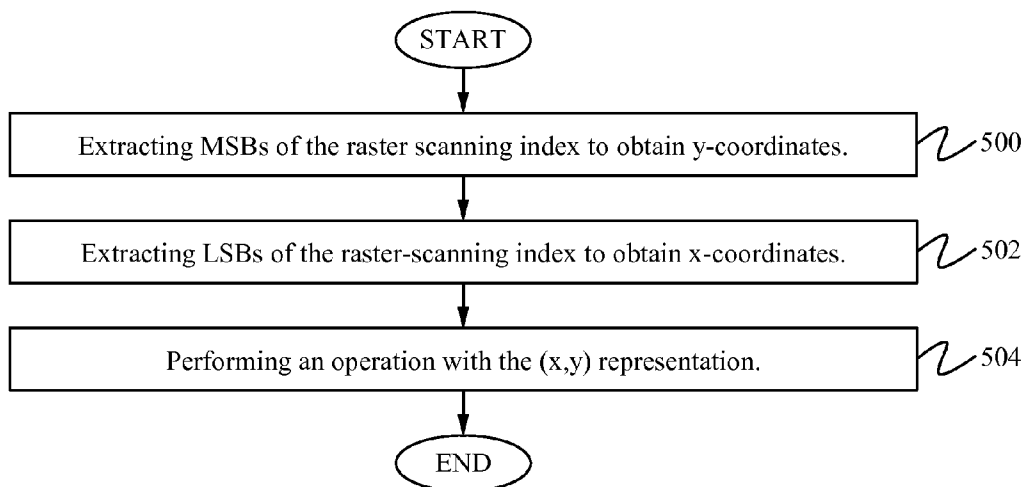 START
Extracting MSBs of the raster scanning index to obtain y-coordinates.
500
Extracting LSBs of the raster-scanning index to obtain x-coordinates.
502
Performing an operation with the (x,y) representation.
504
END